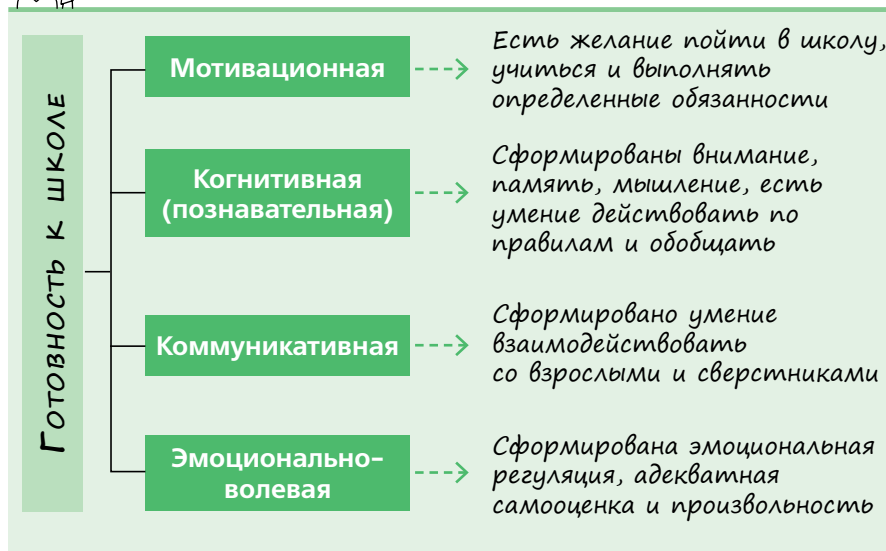 Готовность к школе
Мотивационная
Есть желание пойти в школу,
учиться и выполнять
определенные обязанности
Когнитивная
(познавательная)
Сформированы внимание,
память, мышление, есть
умение действовать по
правилам и обобщать
Коммуникативная
Сформировано умение
взаимодействовать
со взрослыми и сверстниками
Эмоционально-
волевая
Сформирована эмоциональная
регуляция, адекватная
самооценка и произвольность